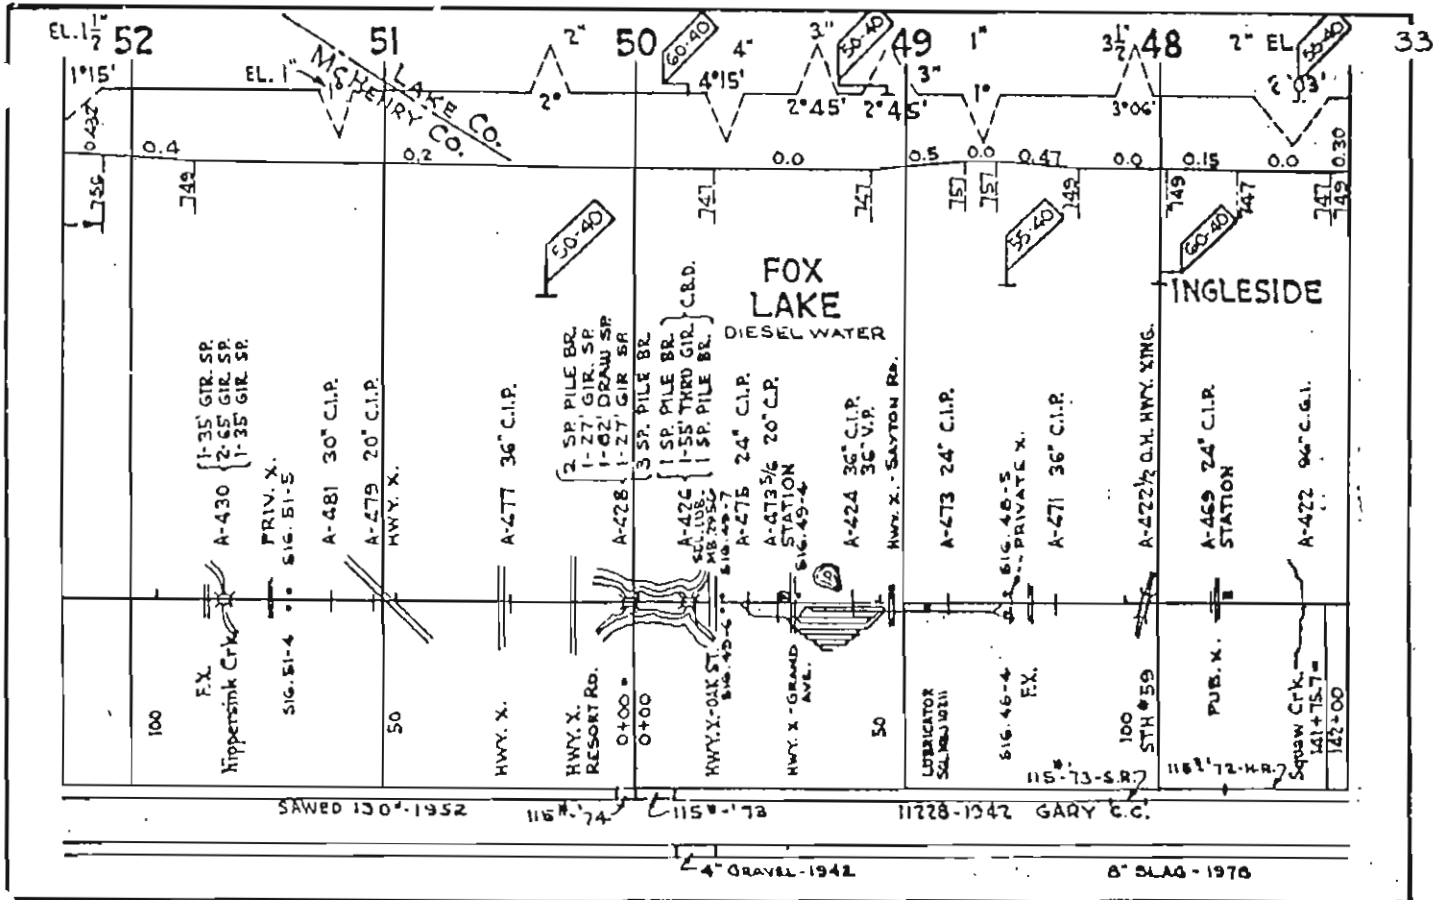 EL. 1½" 52 51 2" 50 4" 3" 49 1" 3½" 48 2" EL 33
60-40 50-40 55-40
1°15' EL. 1" 1° 2° 4°15' 2°45' 3" 2°45' 1° 3°06' 2°03'
LAKE CO.
MCHENRY CO.
0.432 0.4 0.2 0.0 0.5 0.0 0.47 0.0 0.15 0.0 0.30
756 749 747 747 757 757 749 749 747 747 749
50-40 55-40 60-40
FOX
LAKE
DIESEL WATER
INGLESIDE
A-430 1-35' GIR. SP.
2-65' GIR. SP.
1-35' GIR. SP.
PRIV. X.
SIG. 51-5
A-481 30" C.I.P.
A-479 20" C.I.P.
HWY. X.
A-477 36" C.I.P.
A-428 2 SP. PILE BR.
1-27' GIR. SP.
1-82' DRAW SP.
1-27' GIR SP.
3 SP. PILE BR.
A-426 1 SP. PILE BR.
1-55' THRU GIR.
1 SP. PILE BR.
C.B.D.
SIG. 49-7
A-475 24" C.I.P.
A-473 5/6 20" C.P.
STATION
SIG. 49-4
A-424 36" C.I.P.
36" V.P.
HWY. X. - SAYTON RD.
A-473 24" C.I.P.
SIG. 48-5
PRIVATE X.
A-471 36" C.I.P.
A-422½ O.H. HWY. XING.
A-469 24" C.I.P.
STATION
A-422 96" C.G.I.
100
F.X.
Nippersink Crk.
SIG. 51-4
50
HWY. X.
HWY. X.
RESORT RD.
0+00 =
0+00
HWY. X. - OAK ST.
SIG. 49-6
HWY. X - GRAND
AVE.
50
LUBRICATOR
SIG. 48-4
F.X.
100
STH #59
PUB. X.
Squaw Crk.
141+75.7 =
142+00
115-73-S.R. '72-H.R.
SAWED 130#-1952 115#-'74 115#-'73 11228-1942 GARY C.C.
4" GRAVEL-1942 8" SLAG-1978